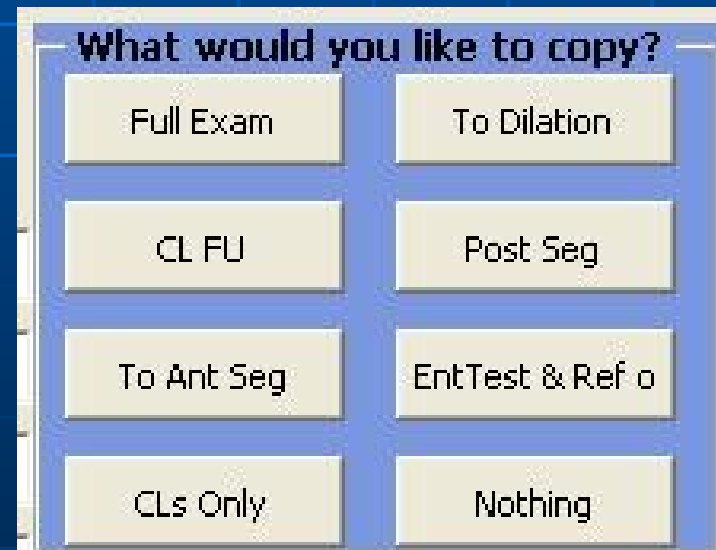 What would you like to copy?
Full Exam
To Dilation
CL FU
Post Seg
To Ant Seg
EntTest & Ref o
CLs Only
Nothing